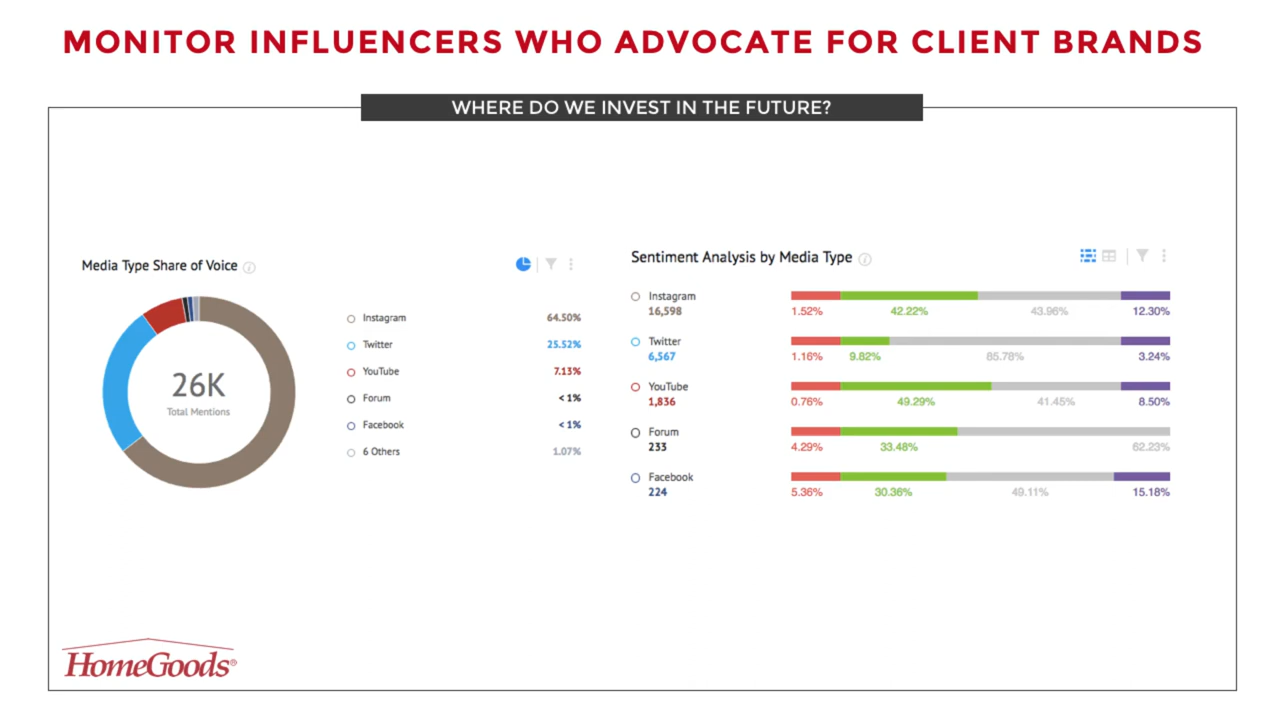 MONITOR INFLUENCERS WHO ADVOCATE FOR CLIENT BRANDS
WHERE DO WE INVEST IN THE FUTURE?
Media Type Share of Voice
26K
Total Mentions
Instagram 64.50%
Twitter 25.52%
YouTube 7.13%
Forum < 1%
Facebook < 1%
6 Others 1.07%
Sentiment Analysis by Media Type
Instagram
16,598 1.52% 42.22% 43.96% 12.30%
Twitter
6,567 1.16% 9.82% 85.78% 3.24%
YouTube
1,836 0.76% 49.29% 41.45% 8.50%
Forum
233 4.29% 33.48% 62.23%
Facebook
224 5.36% 30.36% 49.11% 15.18%
HomeGoods®